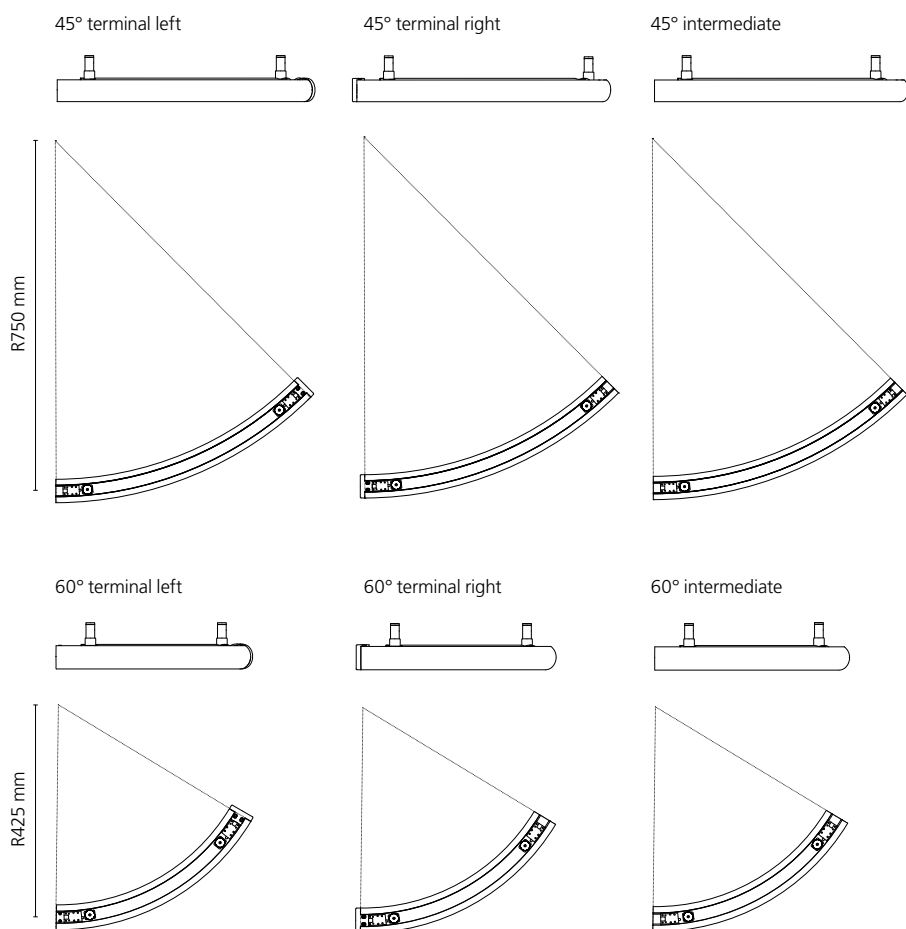 45° terminal left
45° terminal right
45° intermediate
R750 mm
60° terminal left
60° terminal right
60° intermediate
R425 mm